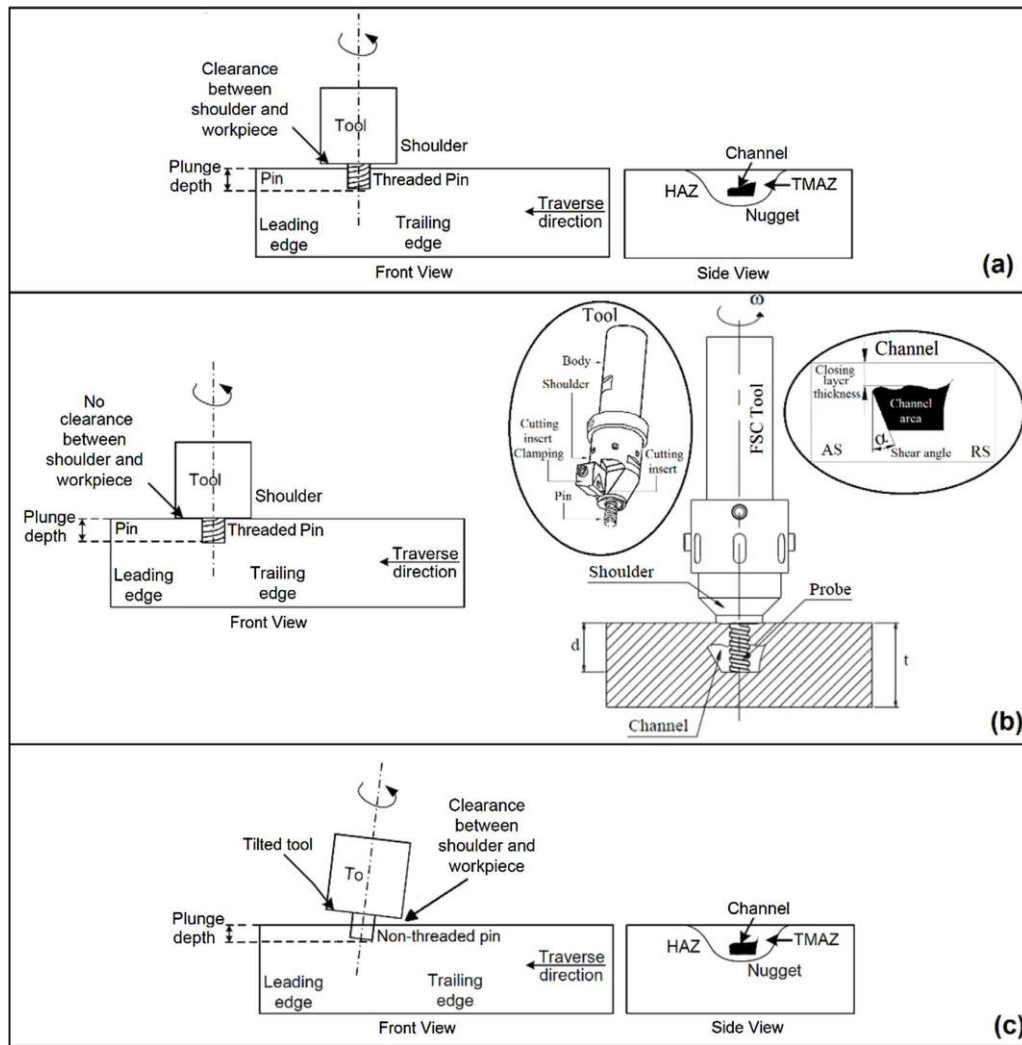 Clearance
between
shoulder and
workpiece
Tool
Shoulder
Plunge
depth
Pin
Threaded Pin
Traverse
direction
Leading
edge
Trailing
edge
Front View
Channel
HAZ
TMAZ
Nugget
Side View
(a)
No
clearance
between
shoulder and
workpiece
Tool
Shoulder
Plunge
depth
Pin
Threaded Pin
Traverse
direction
Leading
edge
Trailing
edge
Front View
Tool
Body
Shoulder
Cutting
insert
Clamping
Cutting
insert
Pin
ω
FSC Tool
Channel
Closing
layer
thickness
Channel
area
α
AS
Shear angle
RS
Shoulder
Probe
d
t
Channel
(b)
Tilted tool
To
Clearance
between
shoulder and
workpiece
Plunge
depth
Non-threaded pin
Traverse
direction
Leading
edge
Trailing
edge
Front View
Channel
HAZ
TMAZ
Nugget
Side View
(c)